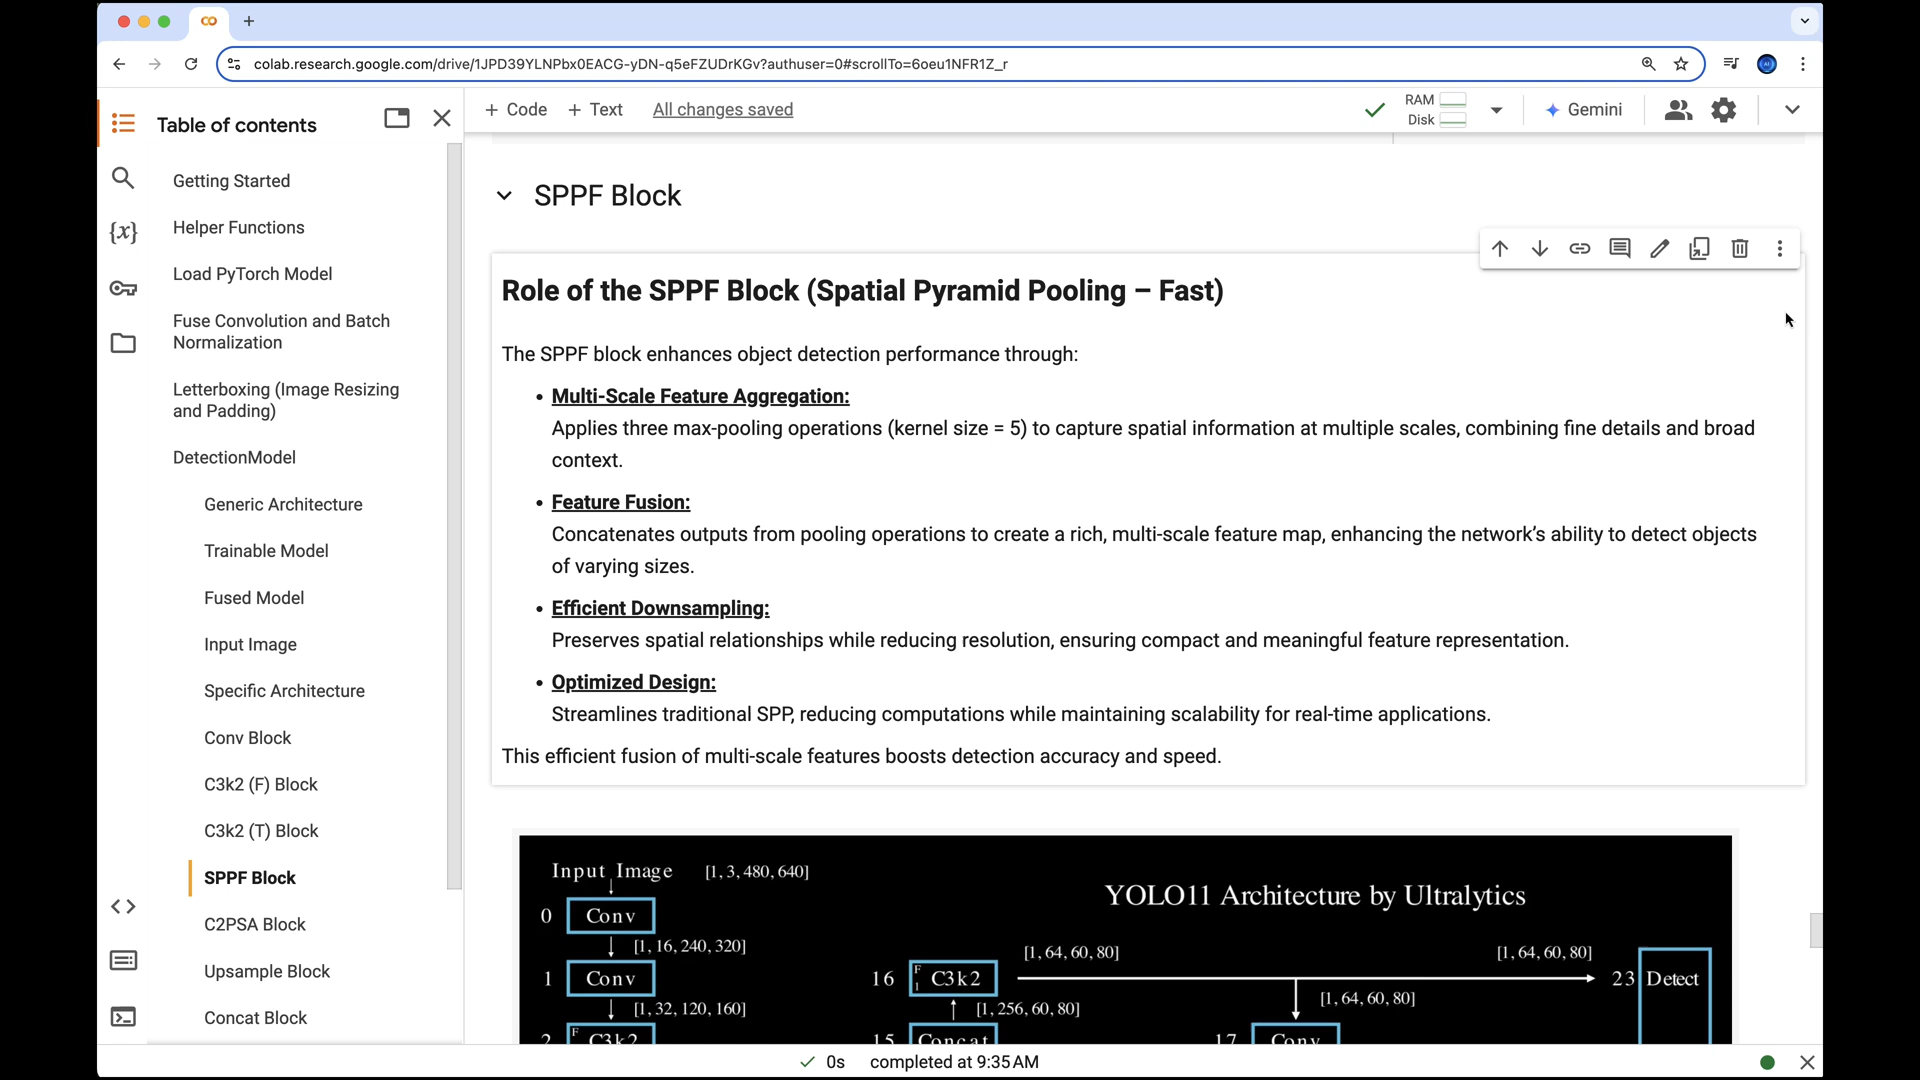 colab.research.google.com/drive/1JPD39YLNPbx0EACG-yDN-q5eFZUDrKGv?authuser=0#scrollTo=6oeu1NFR1Z_r
Table of contents
+ Code + Text All changes saved
RAM
Disk
Gemini
Getting Started
Helper Functions
Load PyTorch Model
Fuse Convolution and Batch
Normalization
Letterboxing (Image Resizing
and Padding)
DetectionModel
Generic Architecture
Trainable Model
Fused Model
Input Image
Specific Architecture
Conv Block
C3k2 (F) Block
C3k2 (T) Block
SPPF Block
C2PSA Block
Upsample Block
Concat Block
{x}
SPPF Block
Role of the SPPF Block (Spatial Pyramid Pooling – Fast)
The SPPF block enhances object detection performance through:
• Multi-Scale Feature Aggregation:
Applies three max-pooling operations (kernel size = 5) to capture spatial information at multiple scales, combining fine details and broad
context.
• Feature Fusion:
Concatenates outputs from pooling operations to create a rich, multi-scale feature map, enhancing the network’s ability to detect objects
of varying sizes.
• Efficient Downsampling:
Preserves spatial relationships while reducing resolution, ensuring compact and meaningful feature representation.
• Optimized Design:
Streamlines traditional SPP, reducing computations while maintaining scalability for real-time applications.
This efficient fusion of multi-scale features boosts detection accuracy and speed.
Input Image [1, 3, 480, 640]
YOLO11 Architecture by Ultralytics
0 Conv
[1, 16, 240, 320]
[1, 64, 60, 80] [1, 64, 60, 80]
1 Conv
16 F 1 C3k2
23 Detect
[1, 64, 60, 80]
[1, 32, 120, 160]
[1, 256, 60, 80]
2 F C3k2
15 Concat
17 Conv
0s completed at 9:35 AM